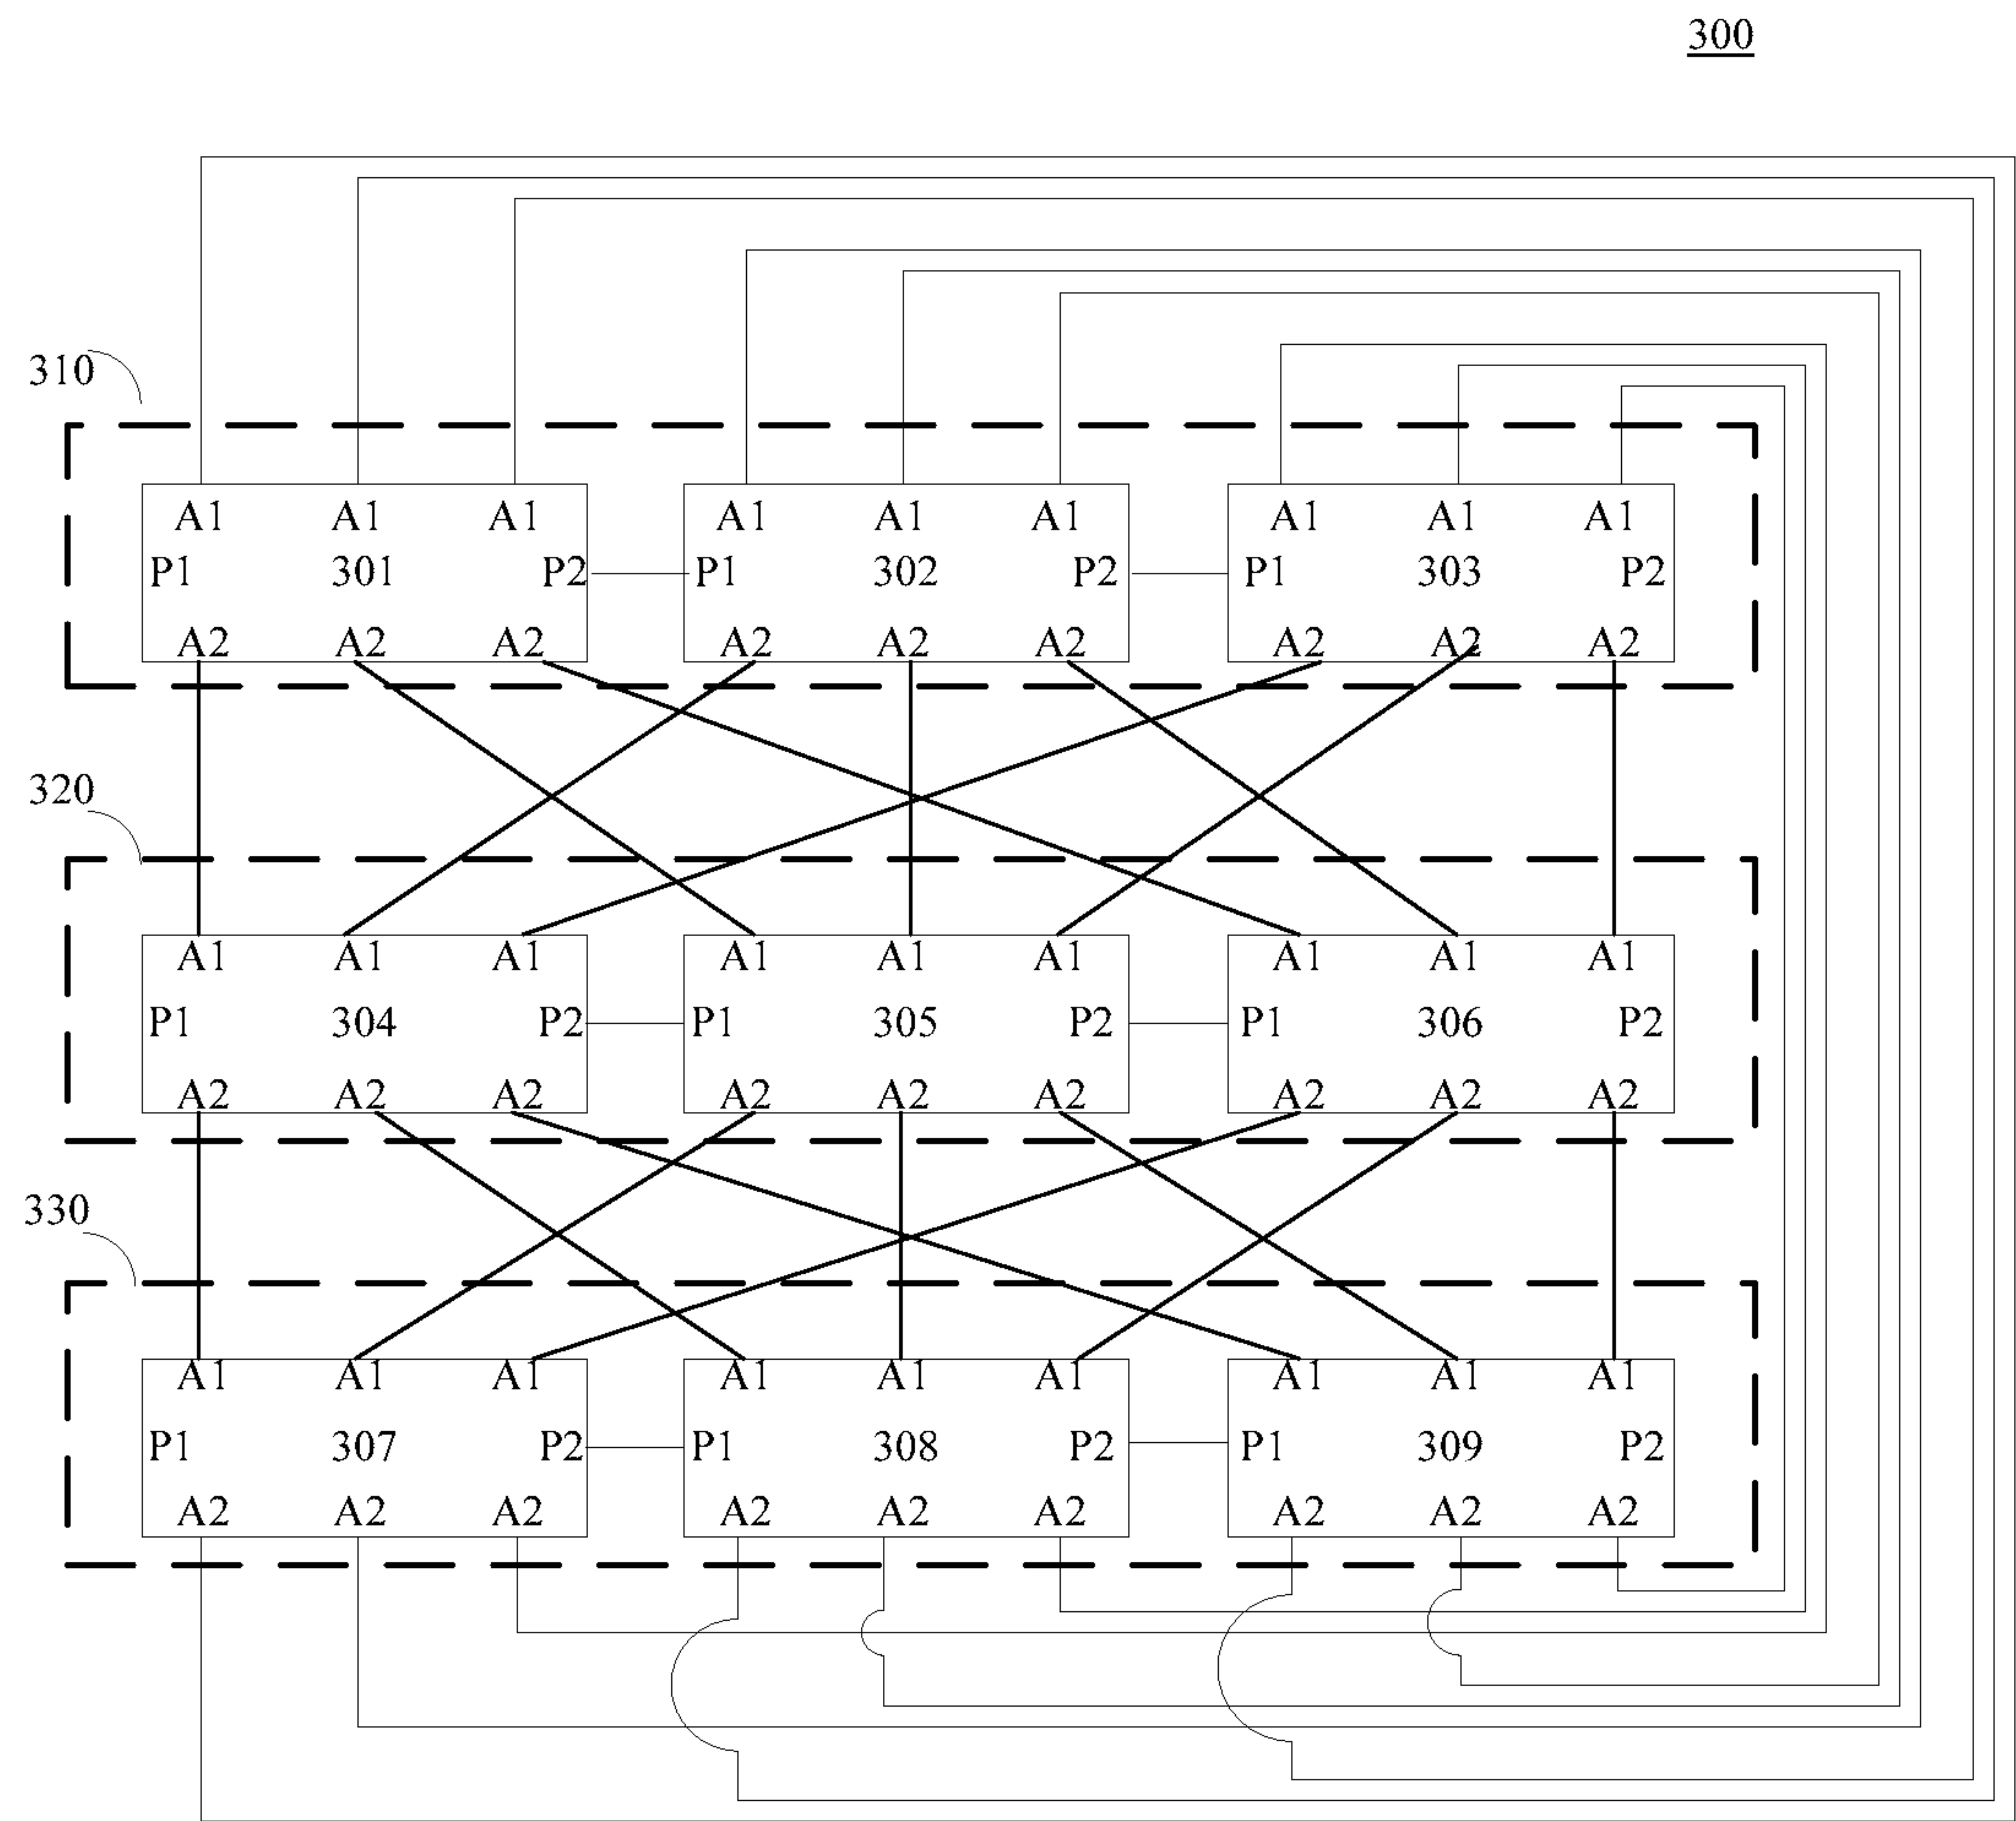 300
310
A1 A1 A1 A1 A1 A1 A1 A1 A1
P1 301 P2 P1 302 P2 P1 303 P2
A2 A2 A2 A2 A2 A2 A2 A2 A2
320
A1 A1 A1 A1 A1 A1 A1 A1 A1
P1 304 P2 P1 305 P2 P1 306 P2
A2 A2 A2 A2 A2 A2 A2 A2 A2
330
A1 A1 A1 A1 A1 A1 A1 A1 A1
P1 307 P2 P1 308 P2 P1 309 P2
A2 A2 A2 A2 A2 A2 A2 A2 A2